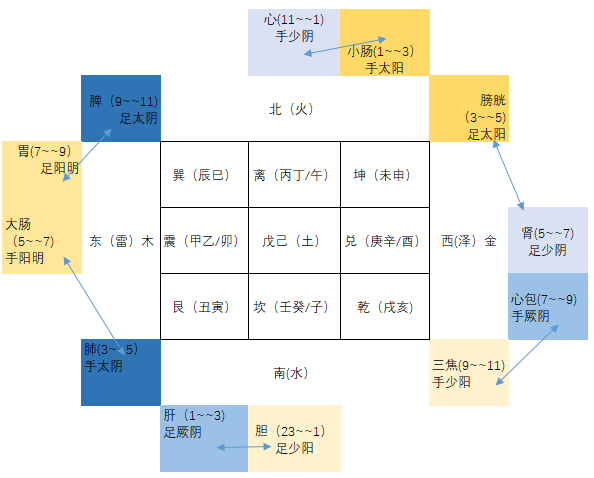 心(11~~1)
手少阴
小肠(1~~3)
手太阳
脾（9~~11)
足太阴
北（火）
膀胱
（3~~5）
足太阳
胃(7~~9)
足阳明
巽（辰巳）
离（丙丁/午）
坤（未申）
大肠
（5~~7)
手阳明
东（雷）木
震（甲乙/卯）
戊己（土）
兑（庚辛/酉）
西(泽）金
肾(5~~7)
足少阴
心包(7~~9)
手厥阴
艮（丑寅）
坎（壬癸/子）
乾（戌亥)
肺(3~~5)
手太阴
南(水）
三焦(9~~11)
手少阳
肝（1~~3)
足厥阴
胆（23~~1）
足少阳